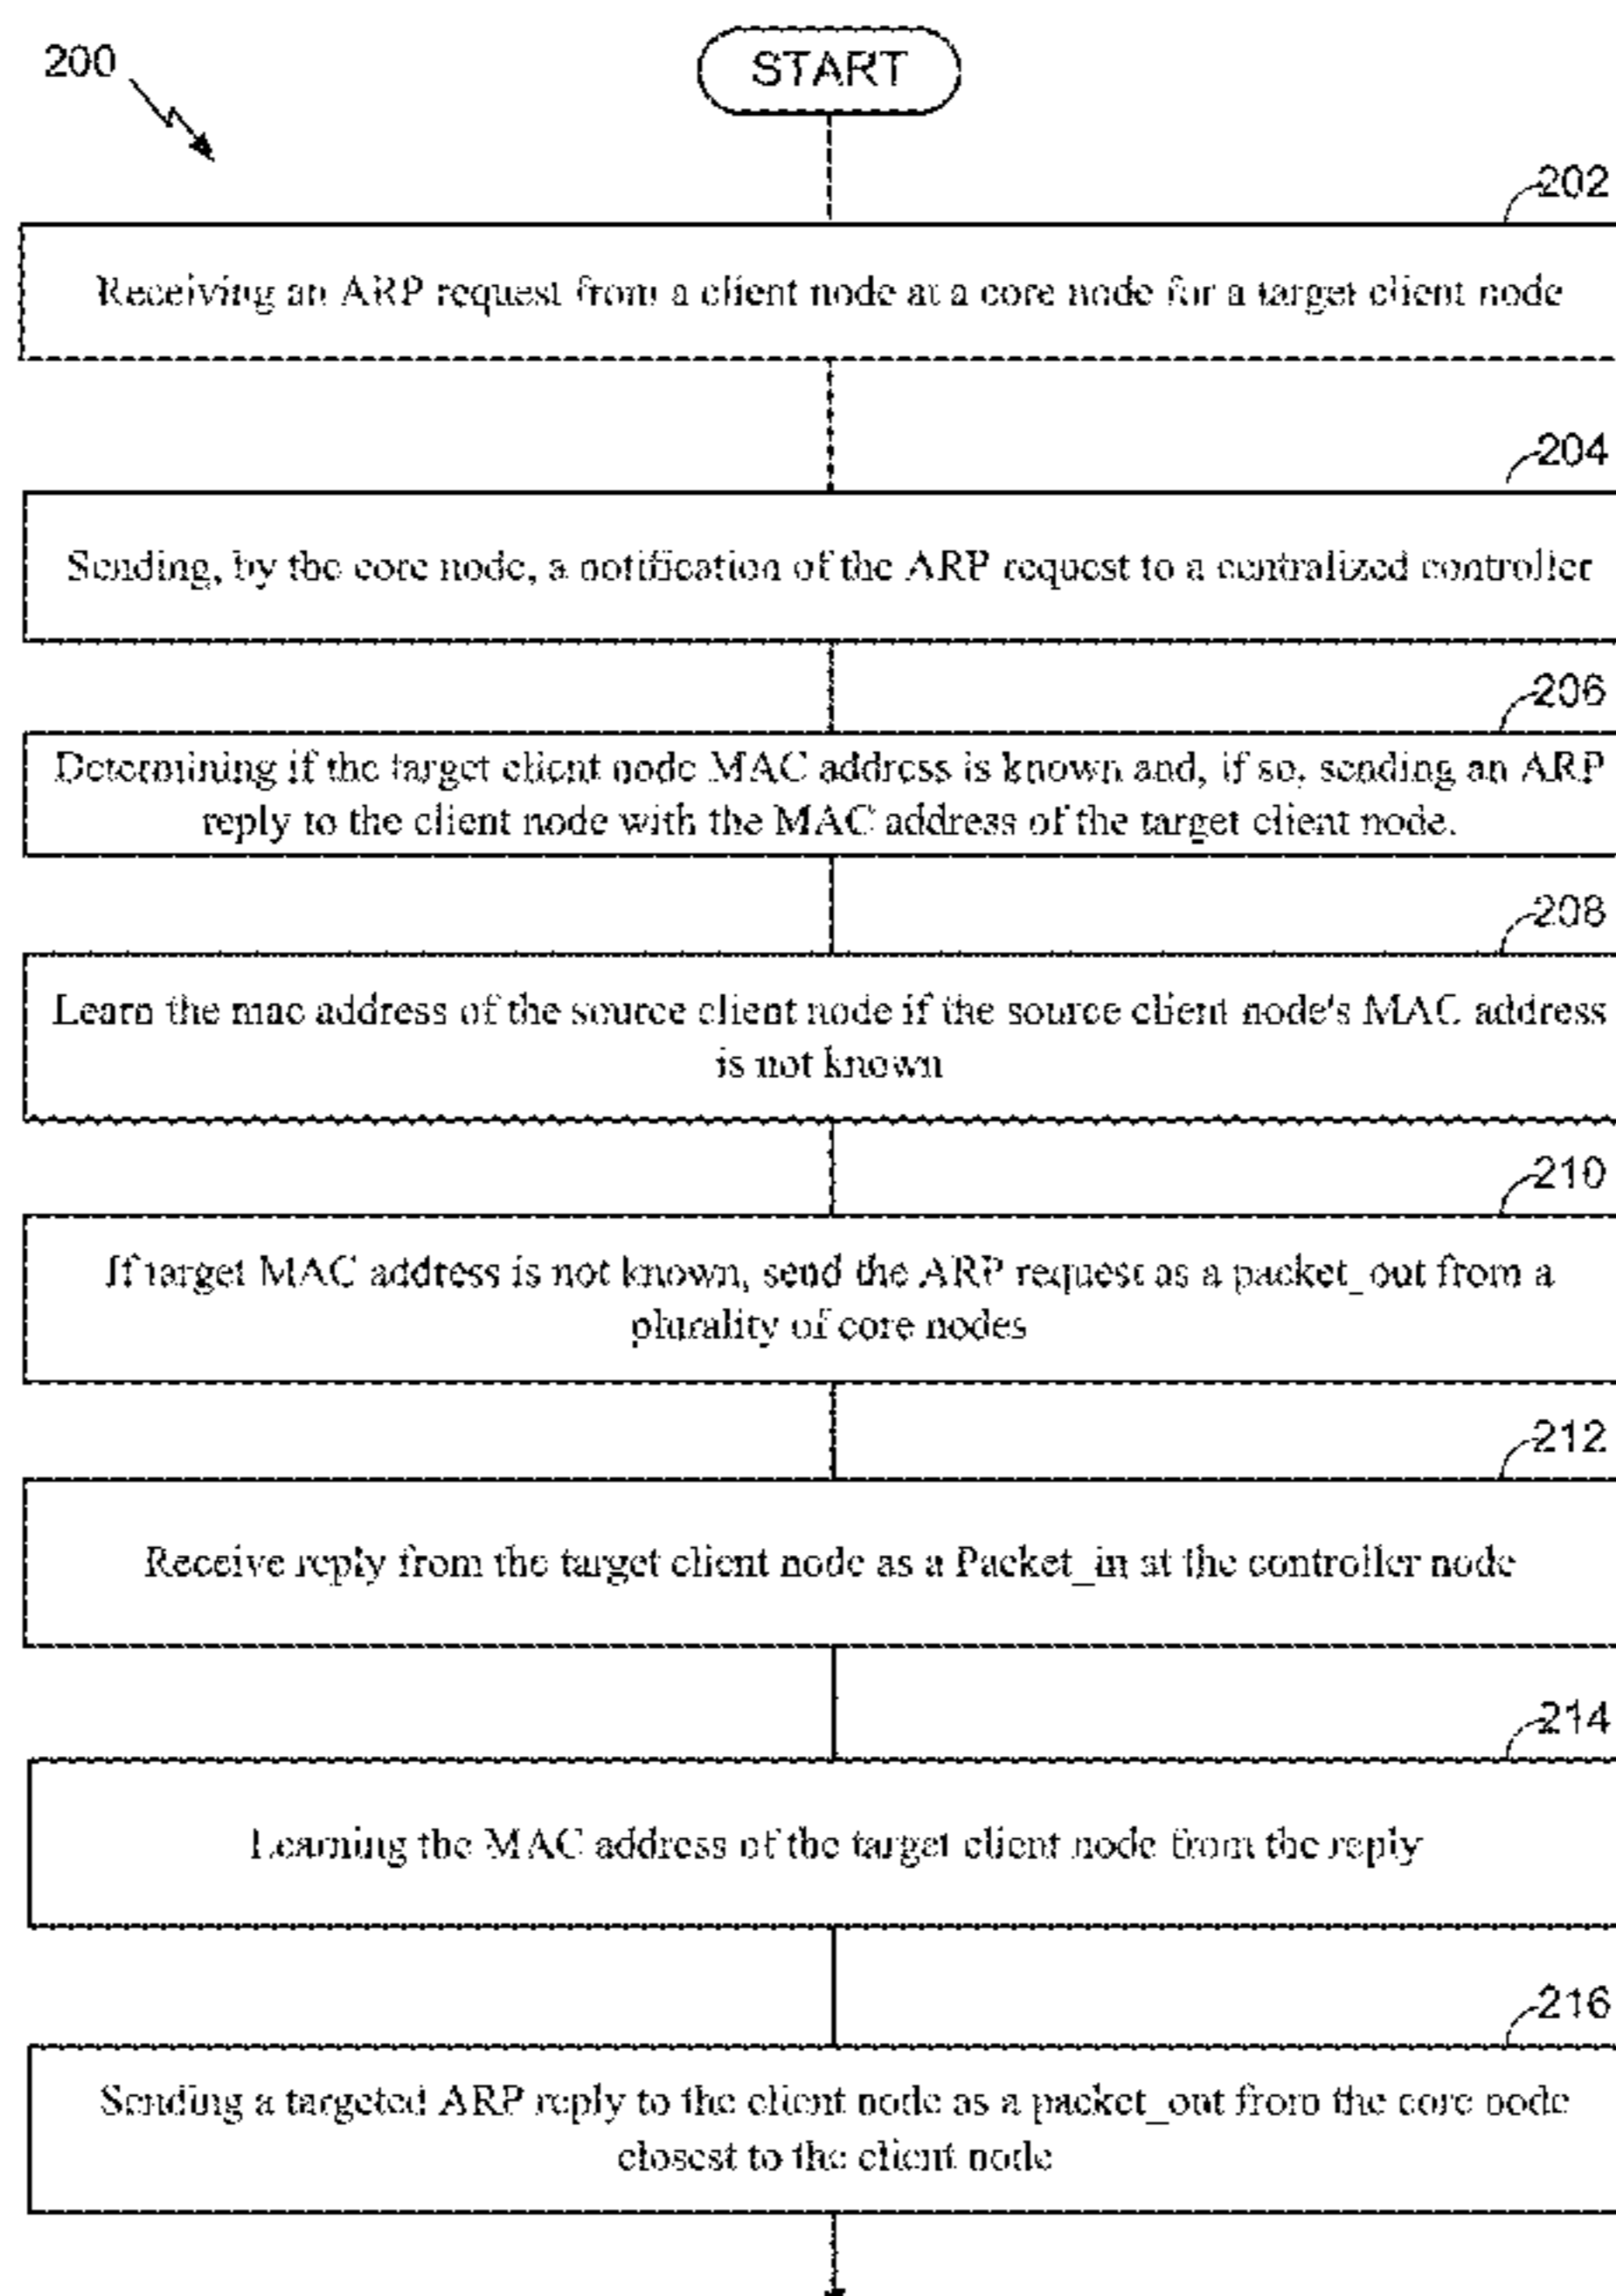 200
START
202
Receiving an ARP request from a client node at a core node for a target client node
204
Sending, by the core node, a notification of the ARP request to a centralized controller
206
Determining if the target client node MAC address is known and, if so, sending an ARP
reply to the client node with the MAC address of the target client node.
208
Learn the mac address of the source client node if the source client node's MAC address
is not known
210
If target MAC address is not known, send the ARP request as a packet_out from a
plurality of core nodes
212
Receive reply from the target client node as a Packet_in at the controller node
214
Learning the MAC address of the target client node from the reply
216
Sending a targeted ARP reply to the client node as a packet_out from the core node
closest to the client node